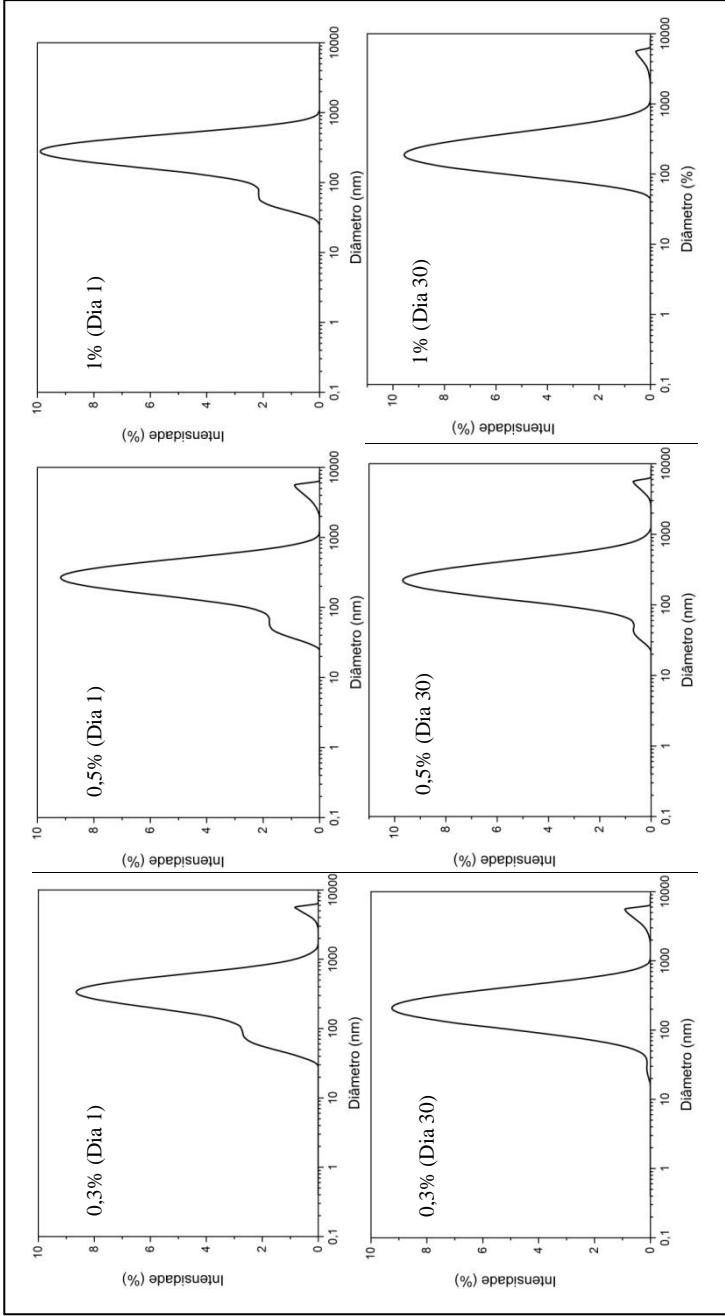 Intensidade (%)
10
8
6
4
2
0
0,3% (Dia 1)
0,1 1 10 100 1000 10000
Diâmetro (nm)
Intensidade (%)
10
8
6
4
2
0
0,5% (Dia 1)
0,1 1 10 100 1000 10000
Diâmetro (nm)
Intensidade (%)
10
8
6
4
2
0
1% (Dia 1)
0,1 1 10 100 1000 10000
Diâmetro (nm)
Intensidade (%)
10
8
6
4
2
0
0,3% (Dia 30)
0,1 1 10 100 1000 10000
Diâmetro (nm)
Intensidade (%)
10
8
6
4
2
0
0,5% (Dia 30)
0,1 1 10 100 1000 10000
Diâmetro (nm)
Intensidade (%)
10
8
6
4
2
0
1% (Dia 30)
0,1 1 10 100 1000 10000
Diâmetro (%)